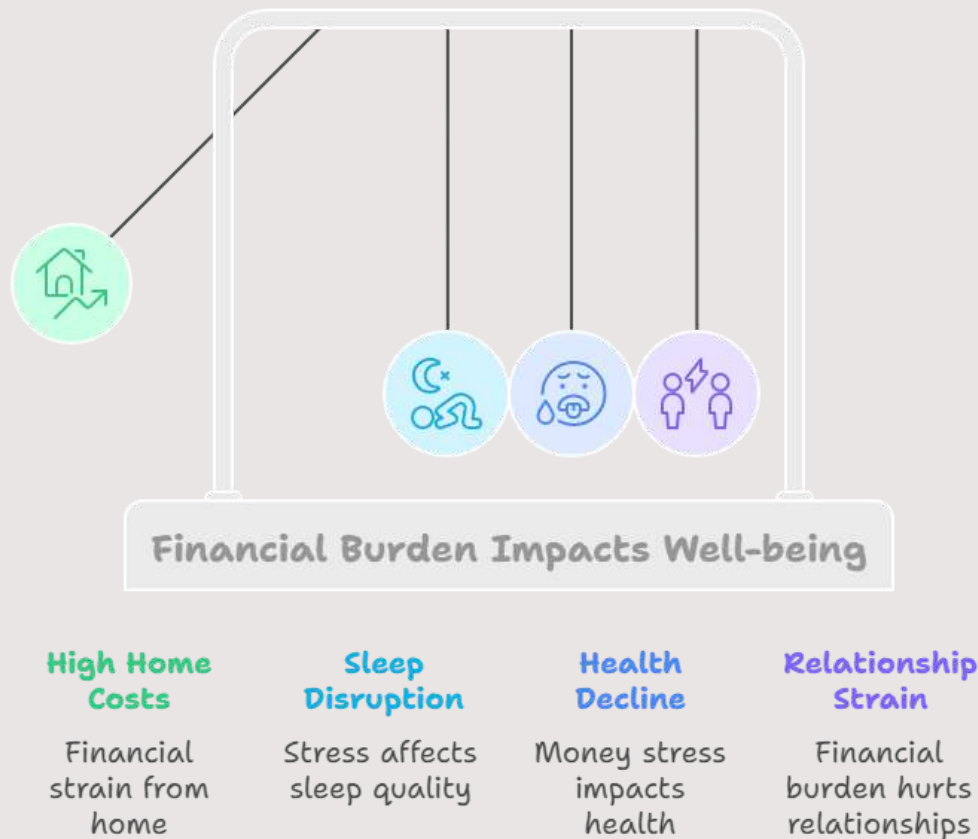 Financial Burden Impacts Well-being
High Home
Costs
Financial
strain from
home
Sleep
Disruption
Stress affects
sleep quality
Health
Decline
Money stress
impacts
health
Relationship
Strain
Financial
burden hurts
relationships